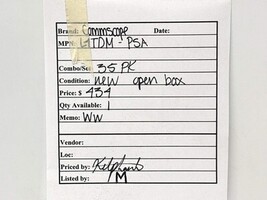 Brand: Commscope Date:
MPN: LTDM - PSA
Combo/Set: 35 PK
Condition: new open box
Price: $ 434
Qty Available: 1
Memo: WW
Vendor:
Loc:
Priced by:
Listed by: M